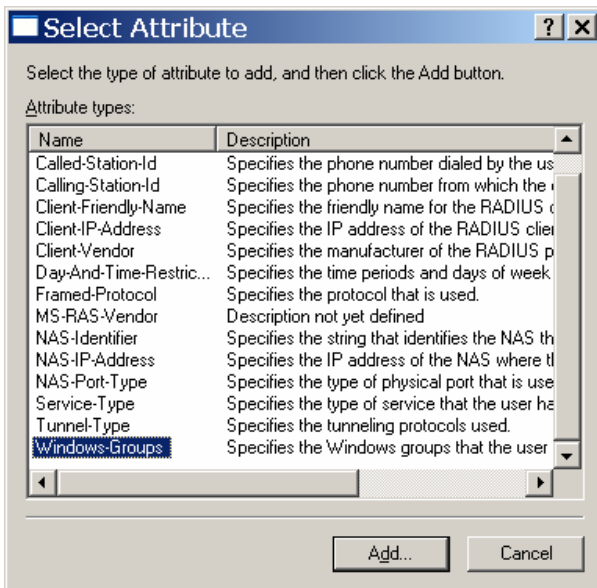 Select Attribute
Select the type of attribute to add, and then click the Add button.
Attribute types:
Name Description
Called-Station-Id Specifies the phone number dialed by the us
Calling-Station-Id Specifies the phone number from which the
Client-Friendly-Name Specifies the friendly name for the RADIUS
Client-IP-Address Specifies the IP address of the RADIUS clier
Client-Vendor Specifies the manufacturer of the RADIUS p
Day-And-Time-Restric... Specifies the time periods and days of week
Framed-Protocol Specifies the protocol that is used.
MS-RAS-Vendor Description not yet defined
NAS-Identifier Specifies the string that identifies the NAS th
NAS-IP-Address Specifies the IP address of the NAS where
NAS-Port-Type Specifies the type of physical port that is use
Service-Type Specifies the type of service that the user ha
Tunnel-Type Specifies the tunneling protocols used.
Windows-Groups Specifies the Windows groups that the user
Add... Cancel